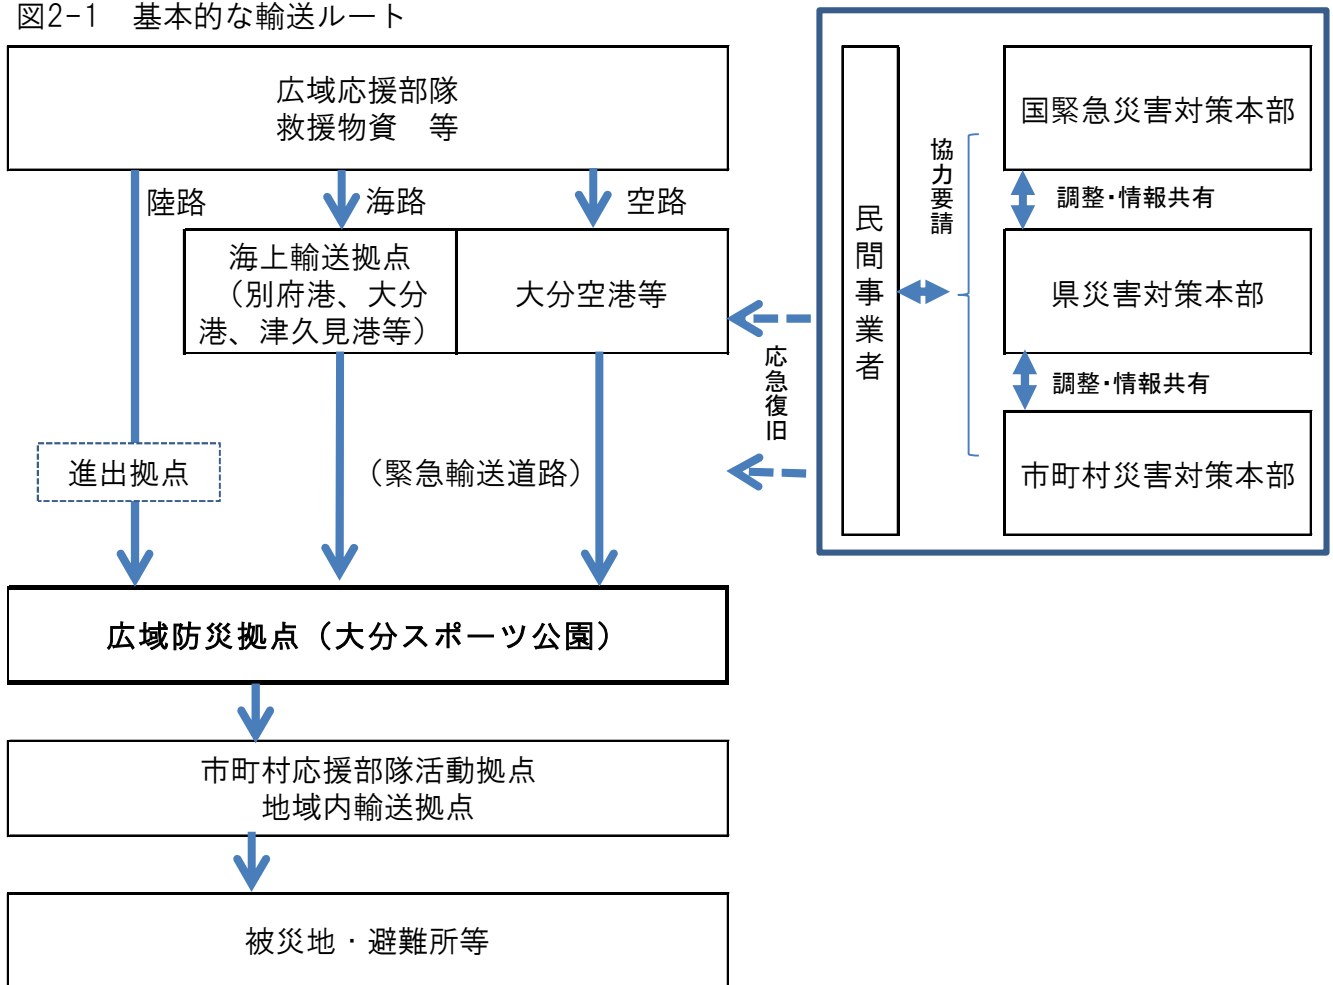 図2-1　基本的な輸送ルート
広域応援部隊
救援物資　等
陸路
海路
空路
海上輸送拠点
（別府港、大分
港、津久見港等）
大分空港等
進出拠点
（緊急輸送道路）
応急復旧
広域防災拠点（大分スポーツ公園）
市町村応援部隊活動拠点
地域内輸送拠点
被災地・避難所等
民間事業者
協力要請
国緊急災害対策本部
調整・情報共有
県災害対策本部
調整・情報共有
市町村災害対策本部